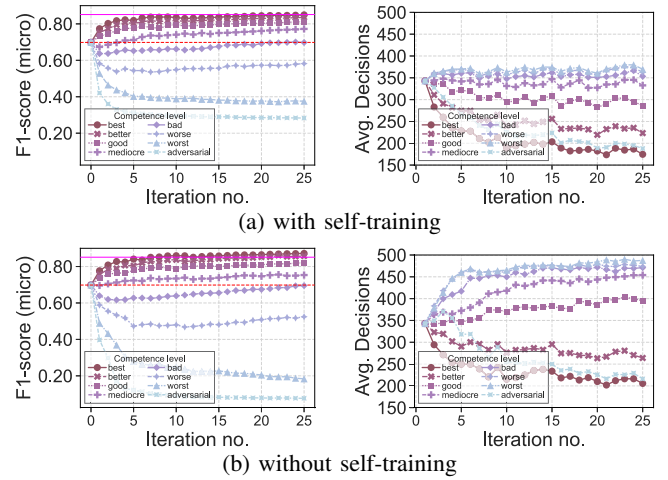 F1-score (micro)
0.80
0.60
0.40
0.20
Competence level
best
better
good
mediocre
bad
worse
worst
adversarial
0 5 10 15 20 25
Iteration no.
Avg. Decisions
500
450
400
350
300
250
200
150
Competence level
best
better
good
mediocre
bad
worse
worst
adversarial
0 5 10 15 20 25
Iteration no.
(a) with self-training
F1-score (micro)
0.80
0.60
0.40
0.20
Competence level
best
better
good
mediocre
bad
worse
worst
adversarial
0 5 10 15 20 25
Iteration no.
Avg. Decisions
500
450
400
350
300
250
200
150
Competence level
best
better
good
mediocre
bad
worse
worst
adversarial
0 5 10 15 20 25
Iteration no.
(b) without self-training